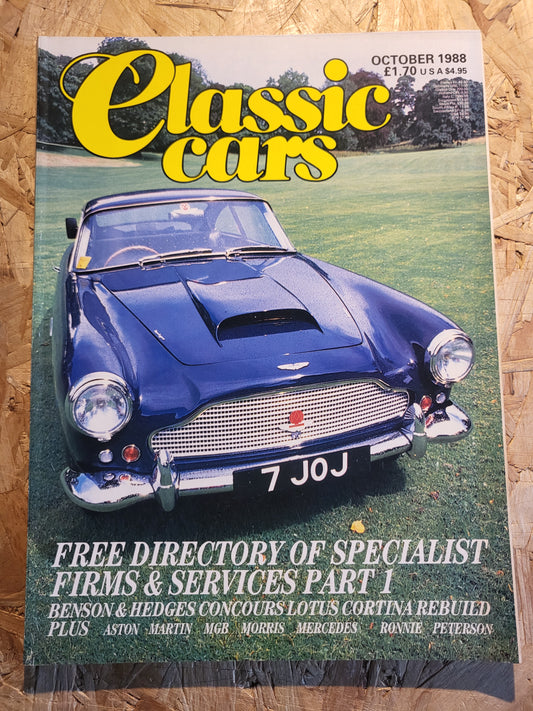 OCTOBER 1988
£1.70 USA $4.95
Classic
cars
7 JOJ
FREE DIRECTORY OF SPECIALIST
FIRMS & SERVICES PART 1
BENSON & HEDGES CONCOURS LOTUS CORTINA REBUILD
PLUS ASTON MARTIN MGB MORRIS MERCEDES RONNIE PETERSON